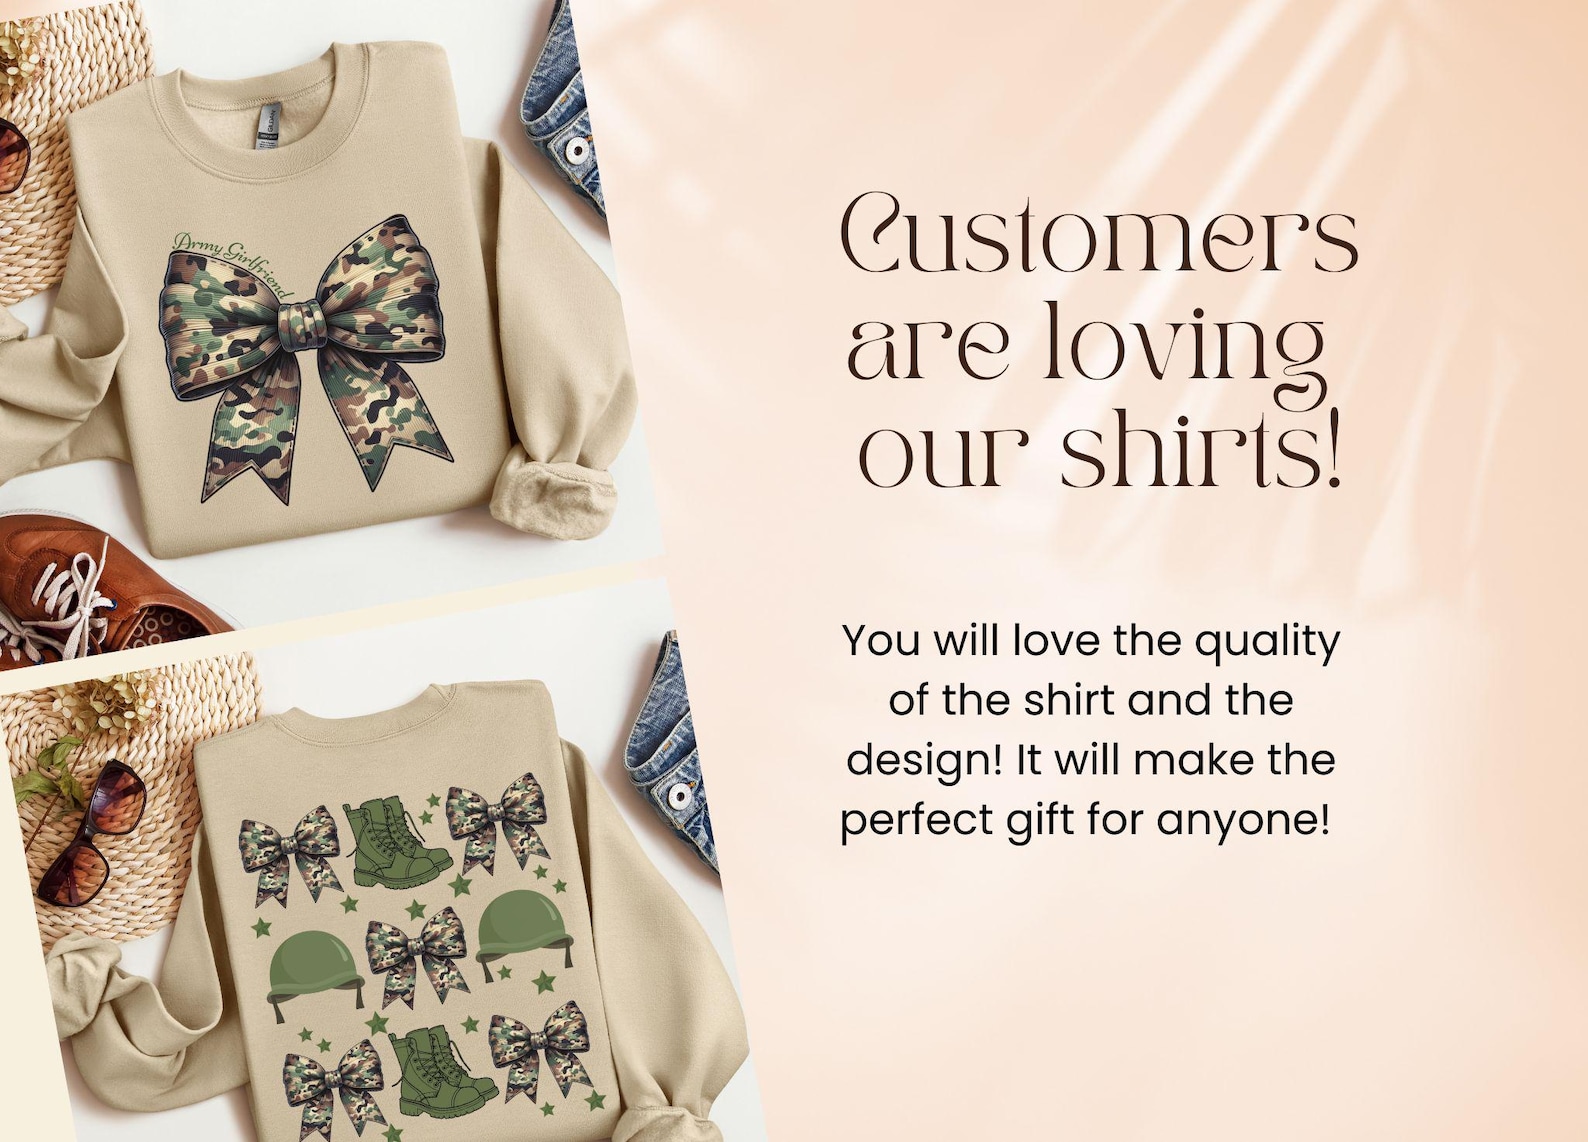 GILDAN
Army Girlfriend
Customers
are loving
our shirts!
You will love the quality
of the shirt and the
design! It will make the
perfect gift for anyone!